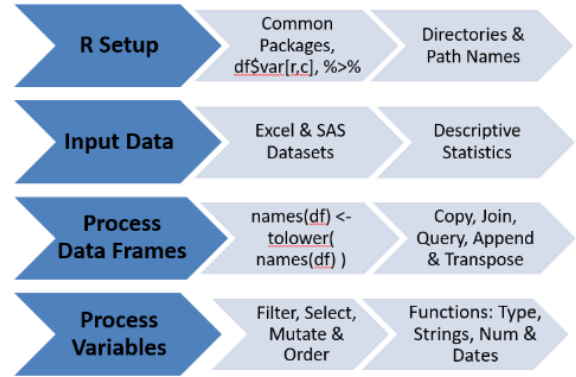 R Setup
Common
Packages,
df$var[r,c], %>%
Directories &
Path Names
Input Data
Excel & SAS
Datasets
Descriptive
Statistics
Process
Data Frames
names(df) <-
tolower(
names(df) )
Copy, Join,
Query, Append
& Transpose
Process
Variables
Filter, Select,
Mutate &
Order
Functions: Type,
Strings, Num &
Dates